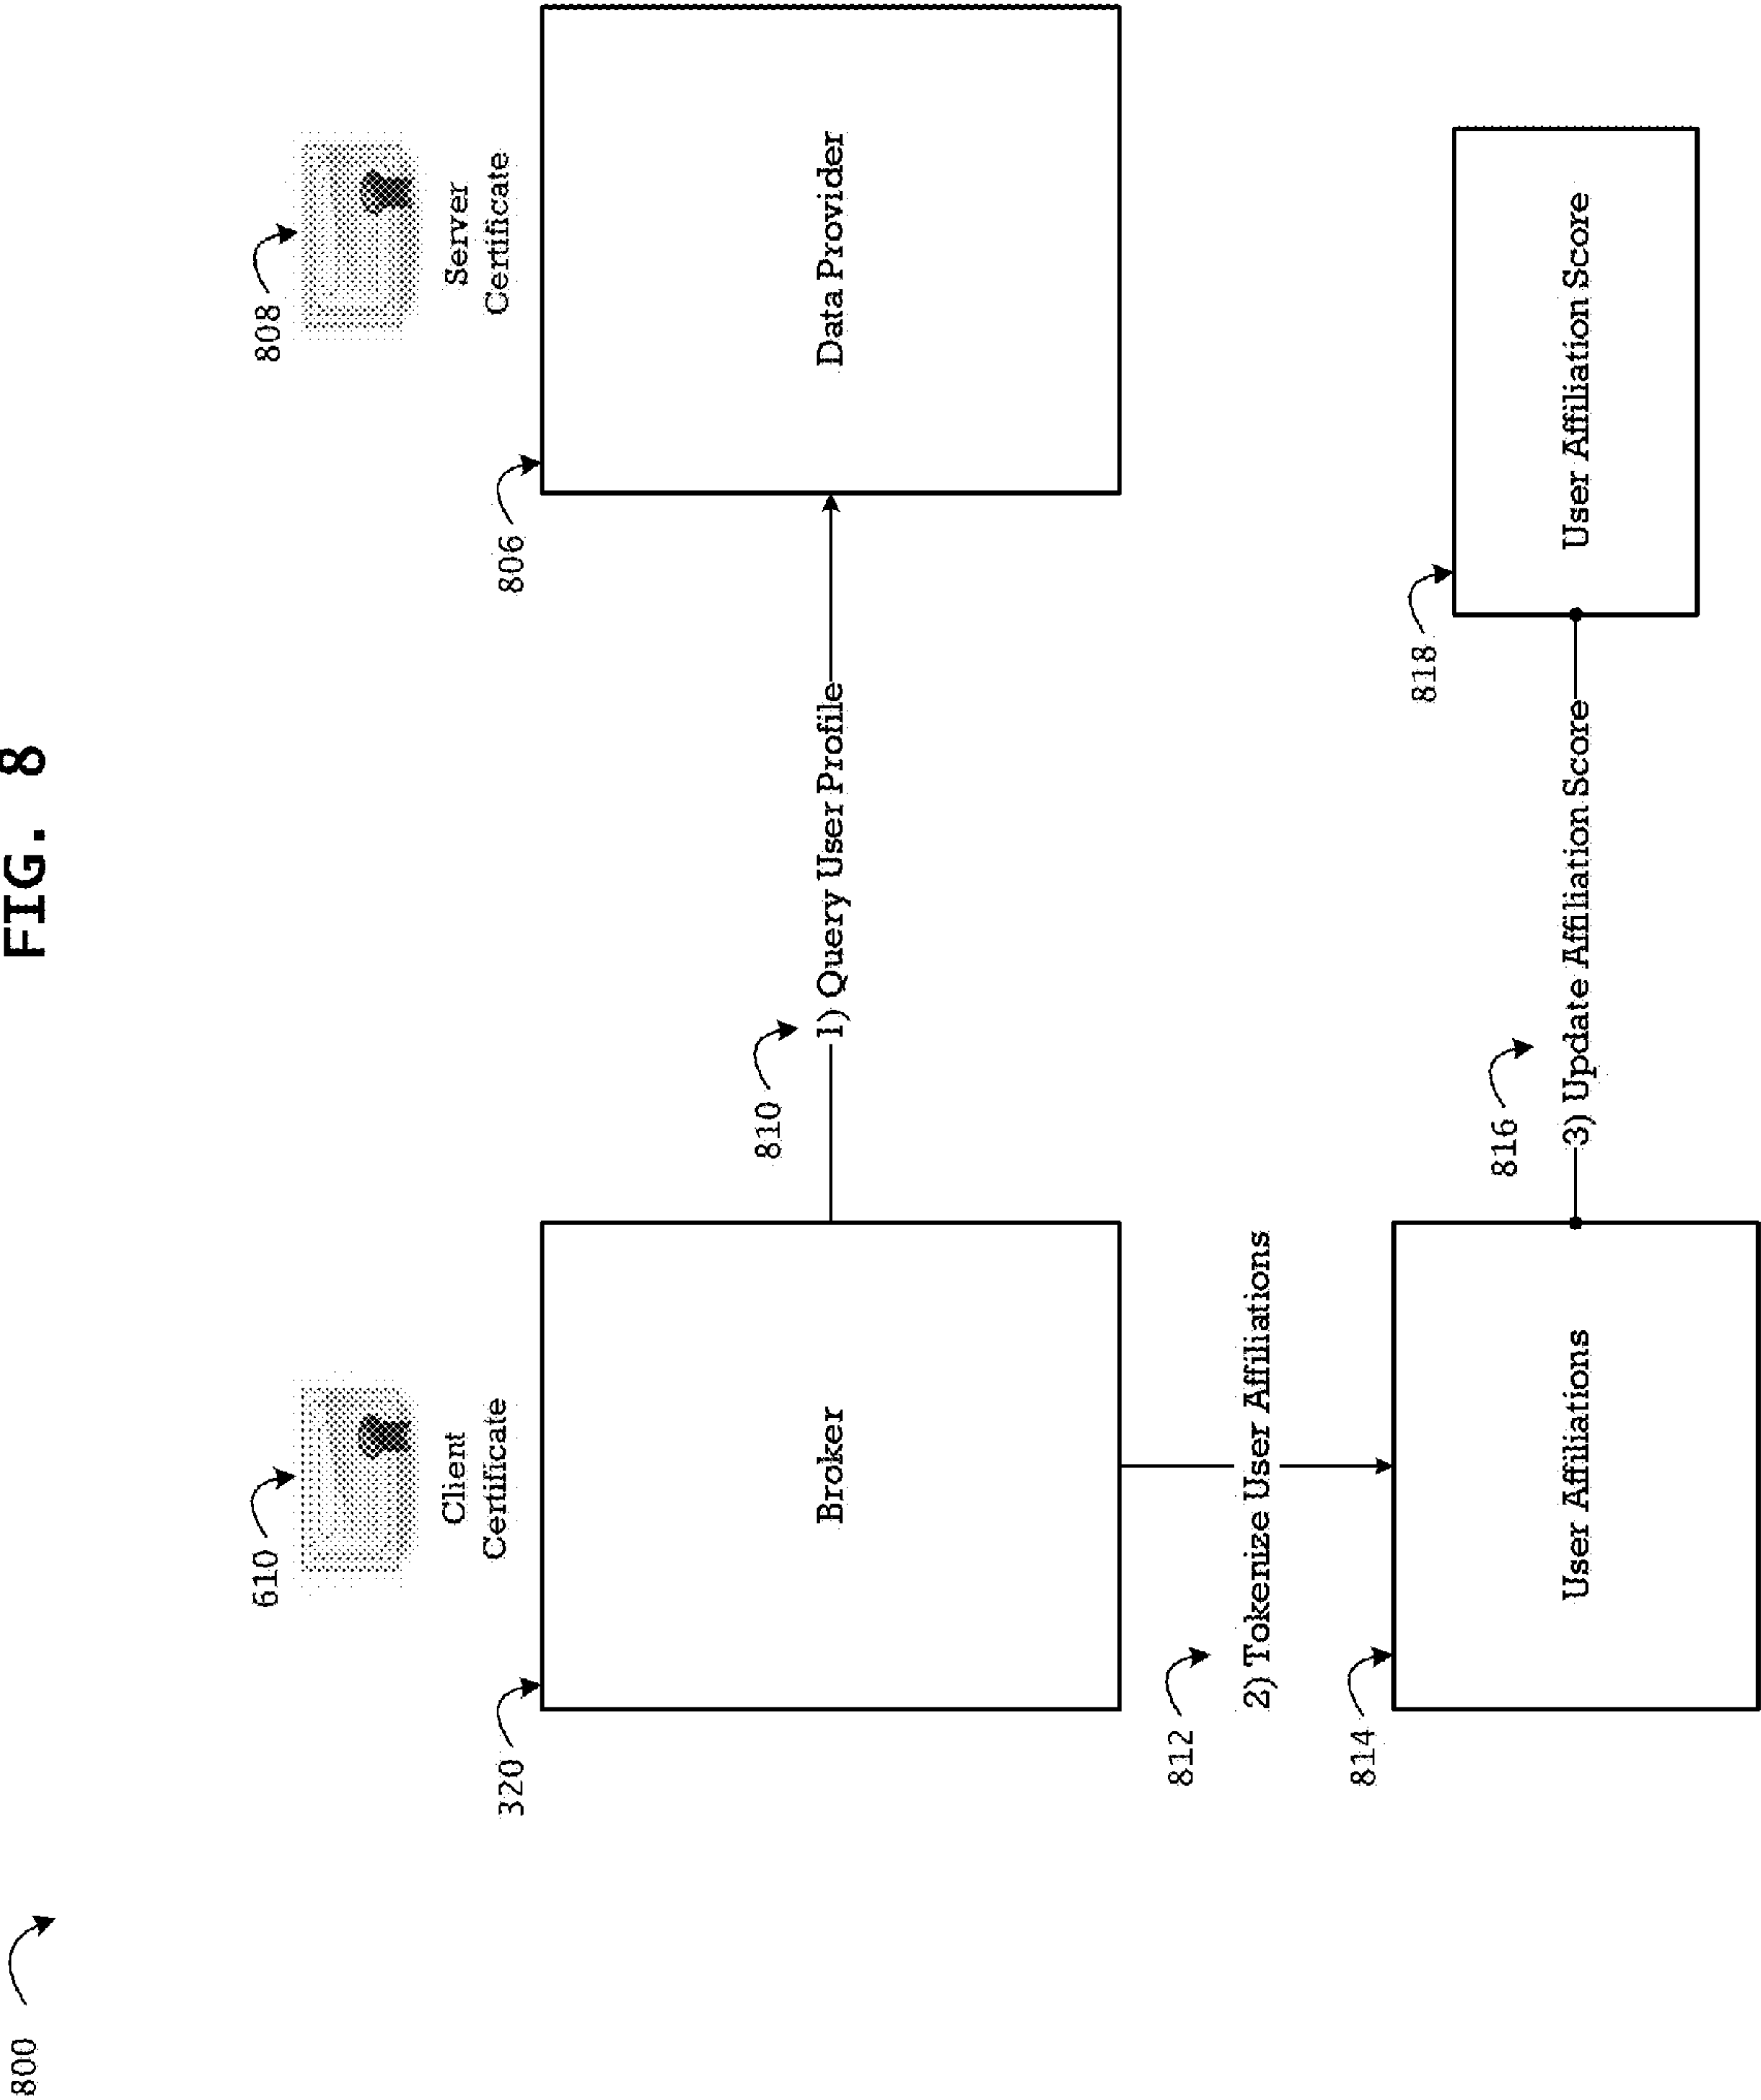 FIG. 8
800
610
Client
Certificate
808
Server
Certificate
320
Broker
810
1) Query User Profile
806
Data Provider
812
2) Tokenize User Affiliations
814
User Affiliations
816
3) Update Affiliation Score
818
User Affiliation Score